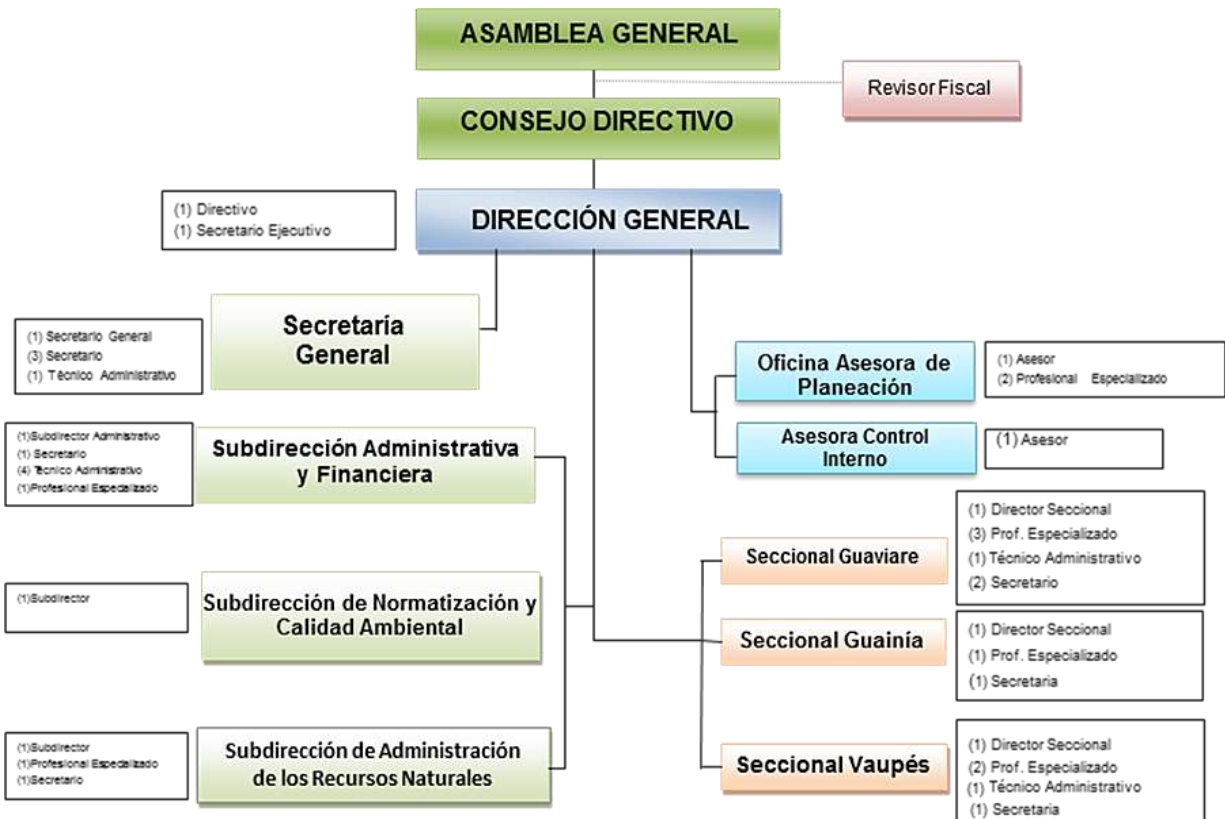 ASAMBLEA GENERAL
Revisor Fiscal
CONSEJO DIRECTIVO
(1) Directivo
(1) Secretario Ejecutivo
DIRECCIÓN GENERAL
(1) Secretario General
(3) Secretario
(1) Técnico Administrativo
Secretaría
General
Oficina Asesora de
Planeación
(1) Asesor
(2) Profesional Especializado
(1)Subdirector Administrativo
(1) Secretario
(4) Técnico Administrativo
(1)Profesional Especializado
Subdirección Administrativa
y Financiera
Asesora Control
Interno
(1) Asesor
Seccional Guaviare
(1) Director Seccional
(3) Prof. Especializado
(1) Técnico Administrativo
(2) Secretario
(1)Subdirector
Subdirección de Normatización y
Calidad Ambiental
Seccional Guainía
(1) Director Seccional
(1) Prof. Especializado
(1) Secretaria
(1)Subdirector
(1)Profesional Especializado
(1)Secretario
Subdirección de Administración
de los Recursos Naturales
Seccional Vaupés
(1) Director Seccional
(2) Prof. Especializado
(1) Técnico Administrativo
(1) Secretaria